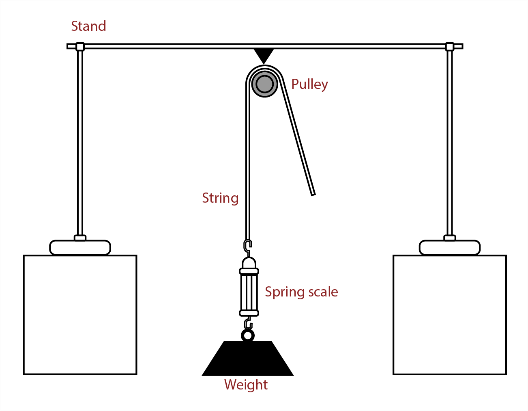 Stand
Pulley
String
Spring scale
Weight